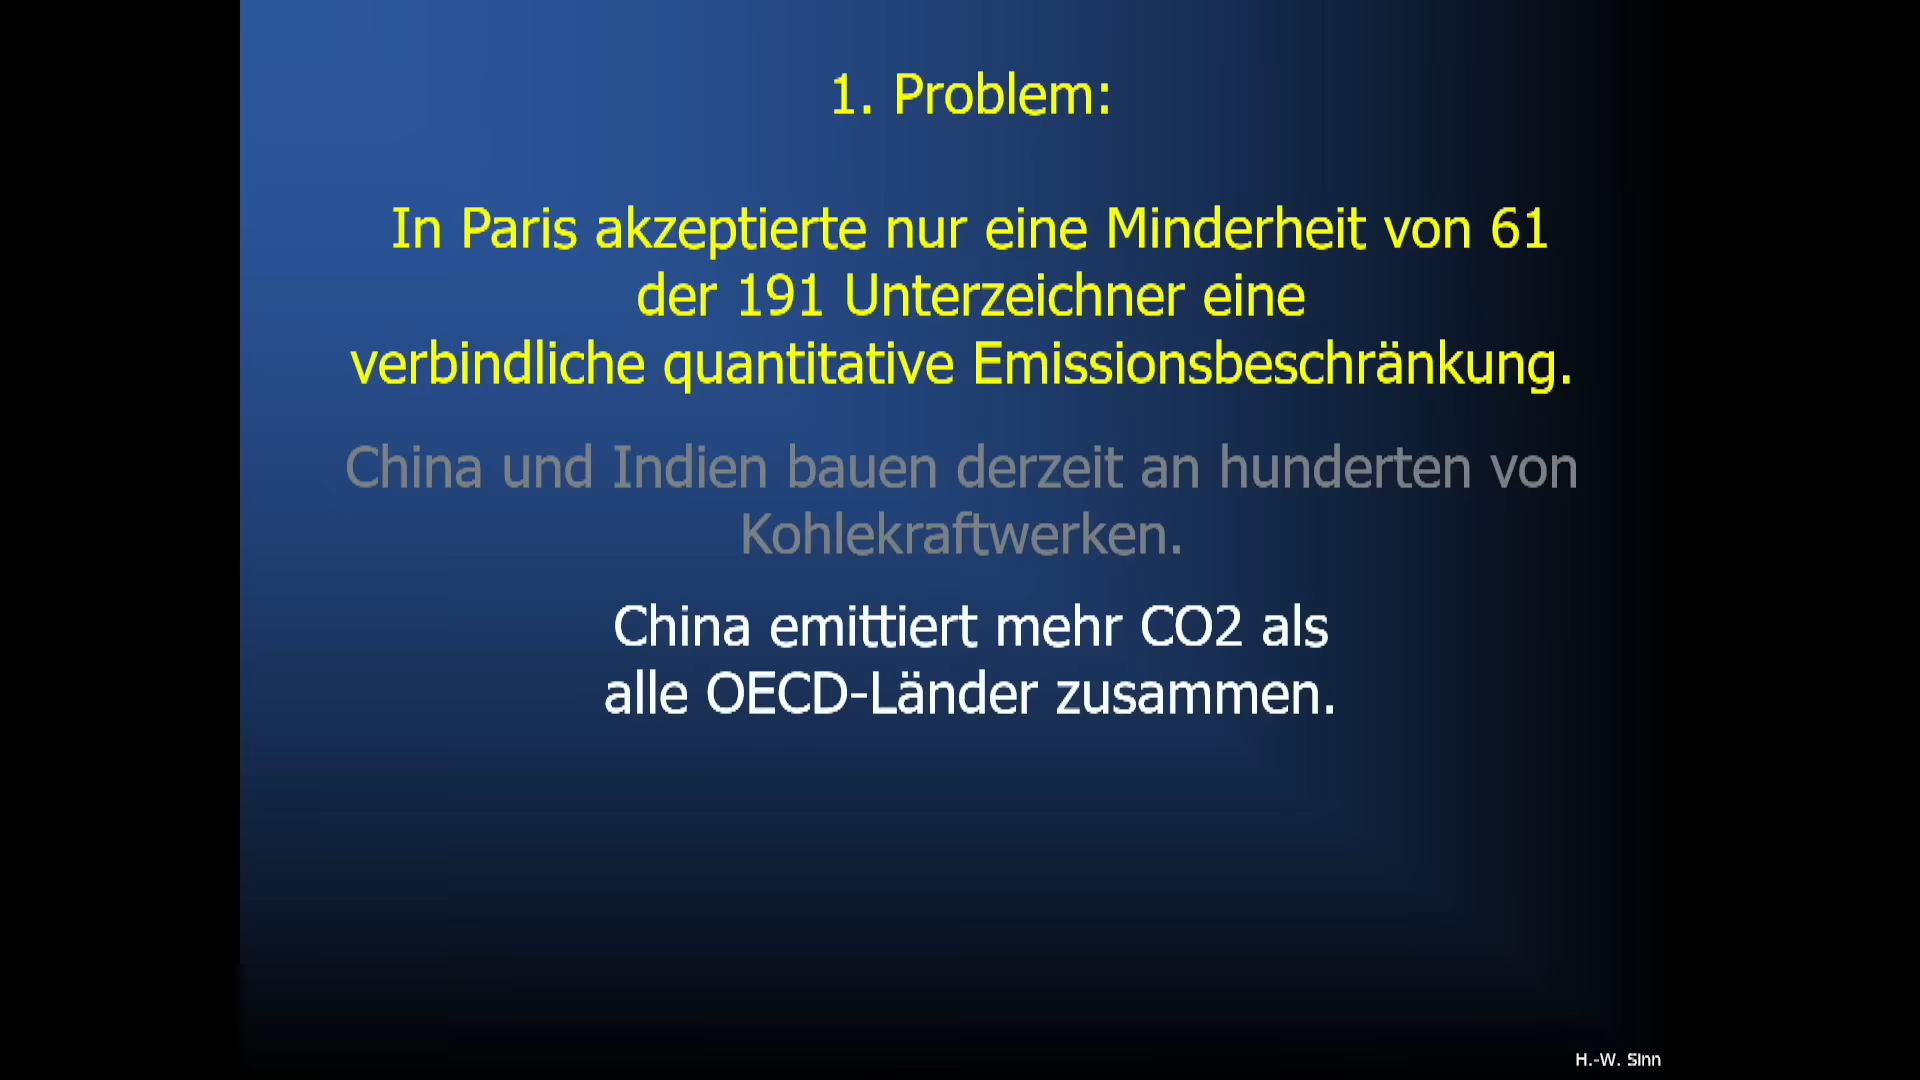 1. Problem:
In Paris akzeptierte nur eine Minderheit von 61
der 191 Unterzeichner eine
verbindliche quantitative Emissionsbeschränkung.
China und Indien bauen derzeit an hunderten von
Kohlekraftwerken.
China emittiert mehr CO2 als
alle OECD-Länder zusammen.
H.-W. Sinn